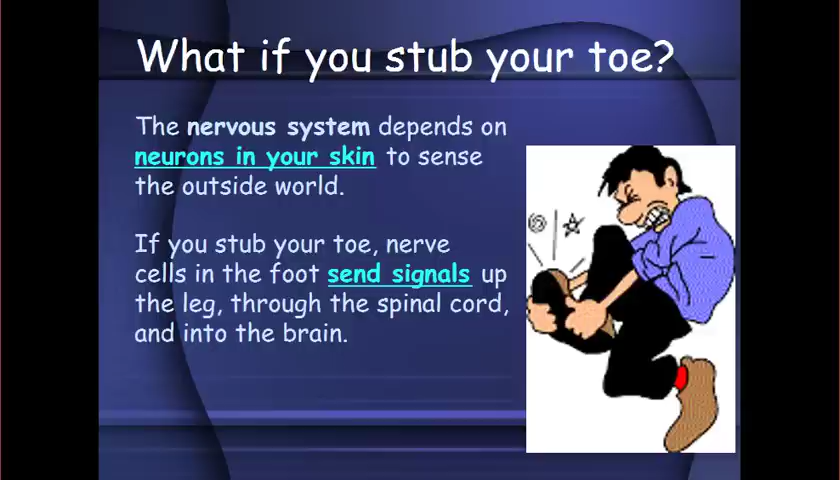 What if you stub your toe?
The nervous system depends on
neurons in your skin to sense
the outside world.
If you stub your toe, nerve
cells in the foot send signals up
the leg, through the spinal cord,
and into the brain.